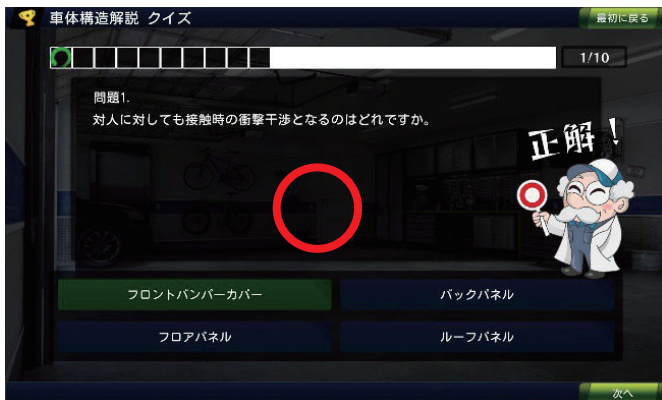 車体構造解説 クイズ
最初に戻る
1/10
問題1.
対人に対しても接触時の衝撃干渉となるのはどれですか。
正解！
フロントバンパーカバー
バックパネル
フロアパネル
ルーフパネル
次へ